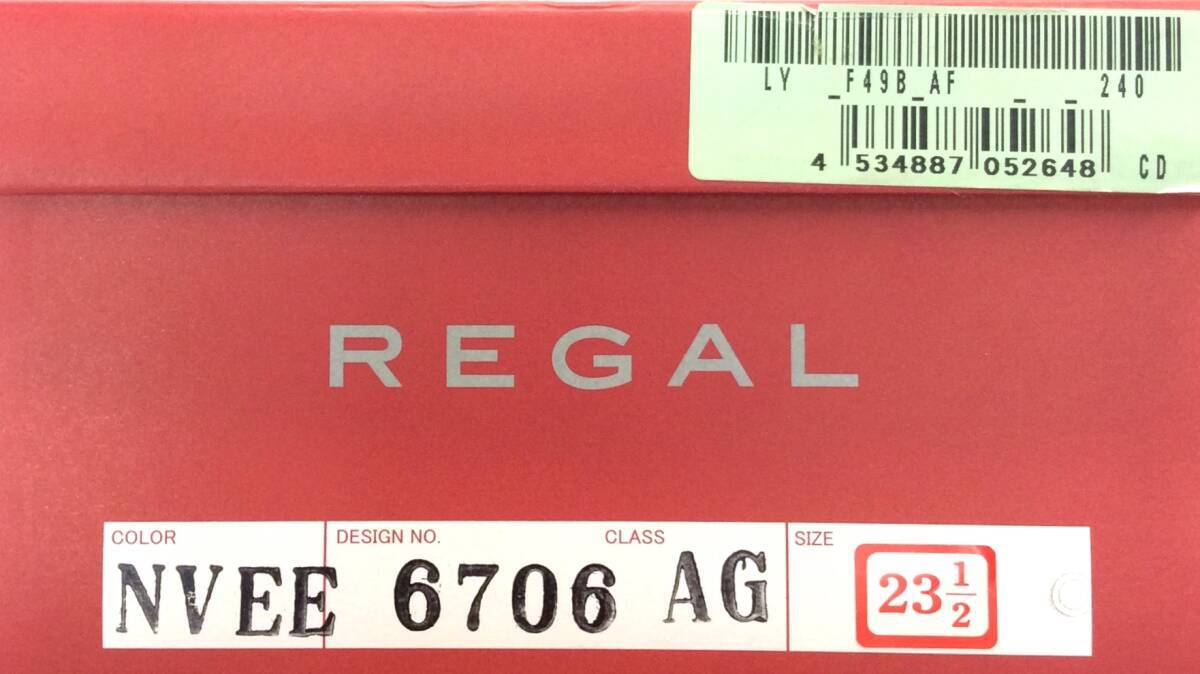 LY _F49B_AF _ _ 240
4 534887 052648 CD
REGAL
COLOR DESIGN NO. CLASS SIZE
NVEE 6706 AG 23 1/2